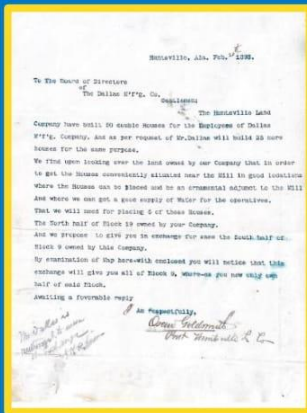 Huntsville, Ala. Feb, 1892.
To The Board of Directors
of
The Dallas M'f'g. Co.
Gentlemen:
The Huntsville Land
Company have built 20 double Houses for the Employees of Dallas
M'f'g. Company. And as per request of Mr. Dallas will build 25 more
houses for the same purpose.
We find upon looking over the land owned by our Company that in order
to get the Houses conveniently situated near the Mill in good locations
where the Houses can be placed and be an ornamental adjunct to the Mill
And where we can get a good supply of Water for the operatives.
That we will need for placing 6 of these Houses.
The North half of Block 19 owned by your Company.
And we propose to give you in exchange for same the South half of
Block 9 owned by this Company.
By examination of Map here-with enclosed you will notice that this
exchange will give you all of Block 9, where-as you now only own
half of said Block.
Awaiting a favorable reply
Respectfully,
Oscar Goldsmith
Huntsville L. Co